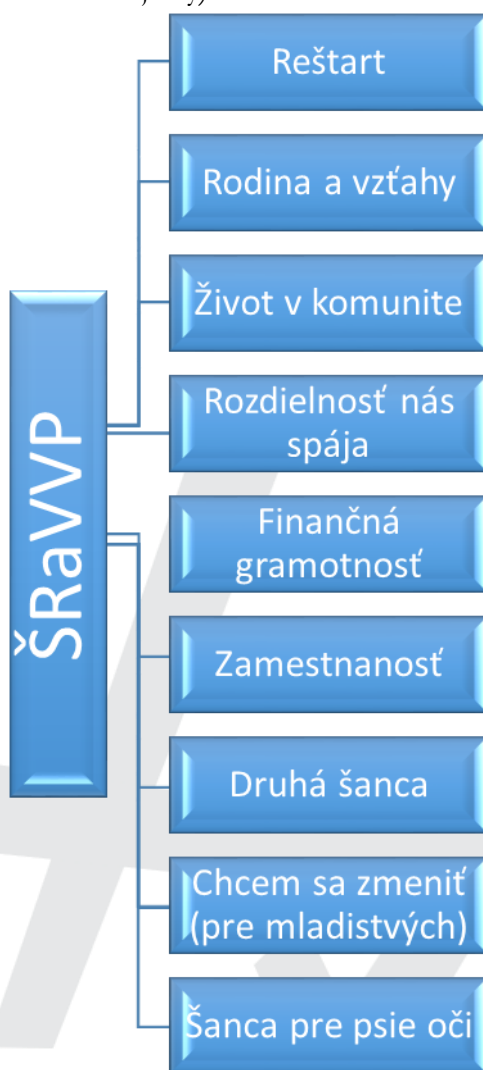 ŠRaVVP
Reštart
Rodina a vzťahy
Život v komunite
Rozdielnosť nás
spája
Finančná
gramotnosť
Zamestnanosť
Druhá šanca
Chcem sa zmeniť
(pre mladistvých)
Šanca pre psie oči